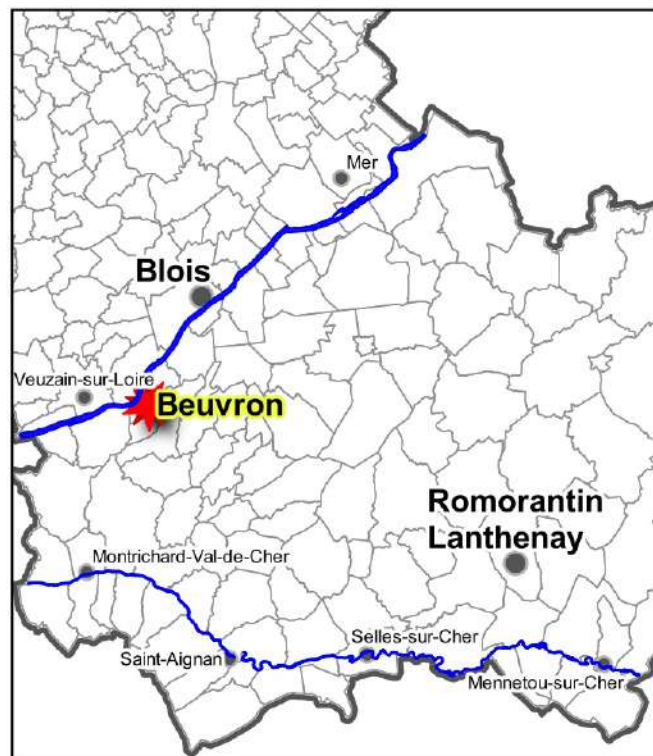 Mer
Blois
Veuzain-sur-Loire
Beuvron
Romorantin
Lanthenay
Montrichard-Val-de-Cher
Selles-sur-Cher
Saint-Aignan
Mennetou-sur-Cher